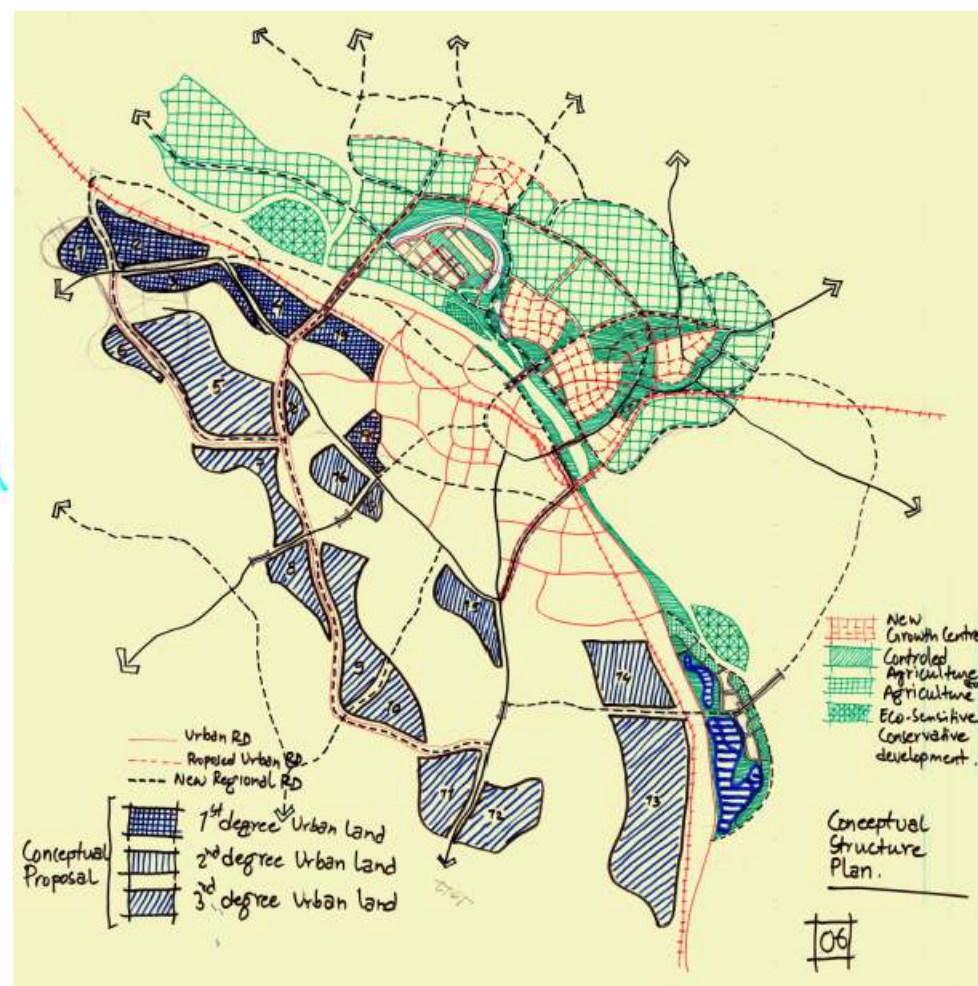 1
2
3
4
5
6
7
8
9
10
11
12
13
14
15
16
New
Growth Centre
Controled
Agriculture
Agriculture
Eco-Sensitive
Conservative
development.
Urban RD
Proposed Urban RD
New Regional RD
Conceptual
Proposal
1st degree Urban Land
2nd degree Urban Land
3rd degree Urban Land
Conceptual
Structure
Plan.
06